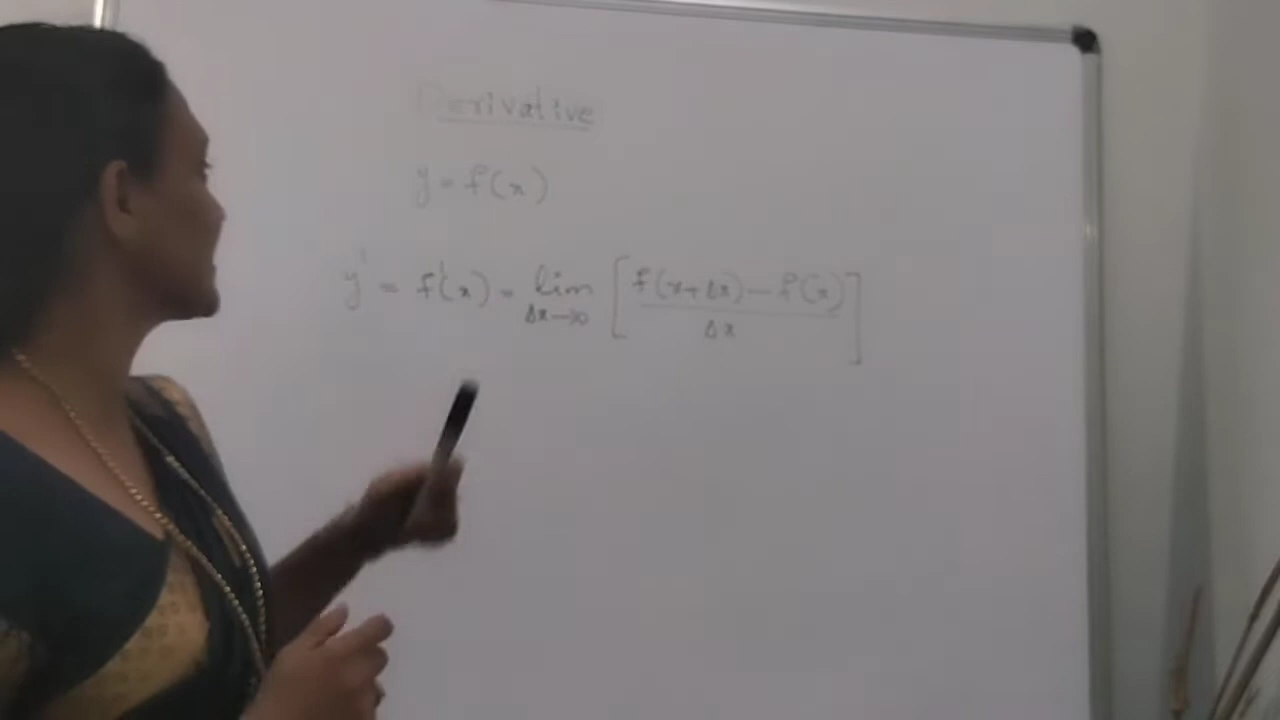 Derivative
y = f(x)
y' = f'(x) = lim Δx→0 [ f(x+Δx) - f(x) / Δx ]